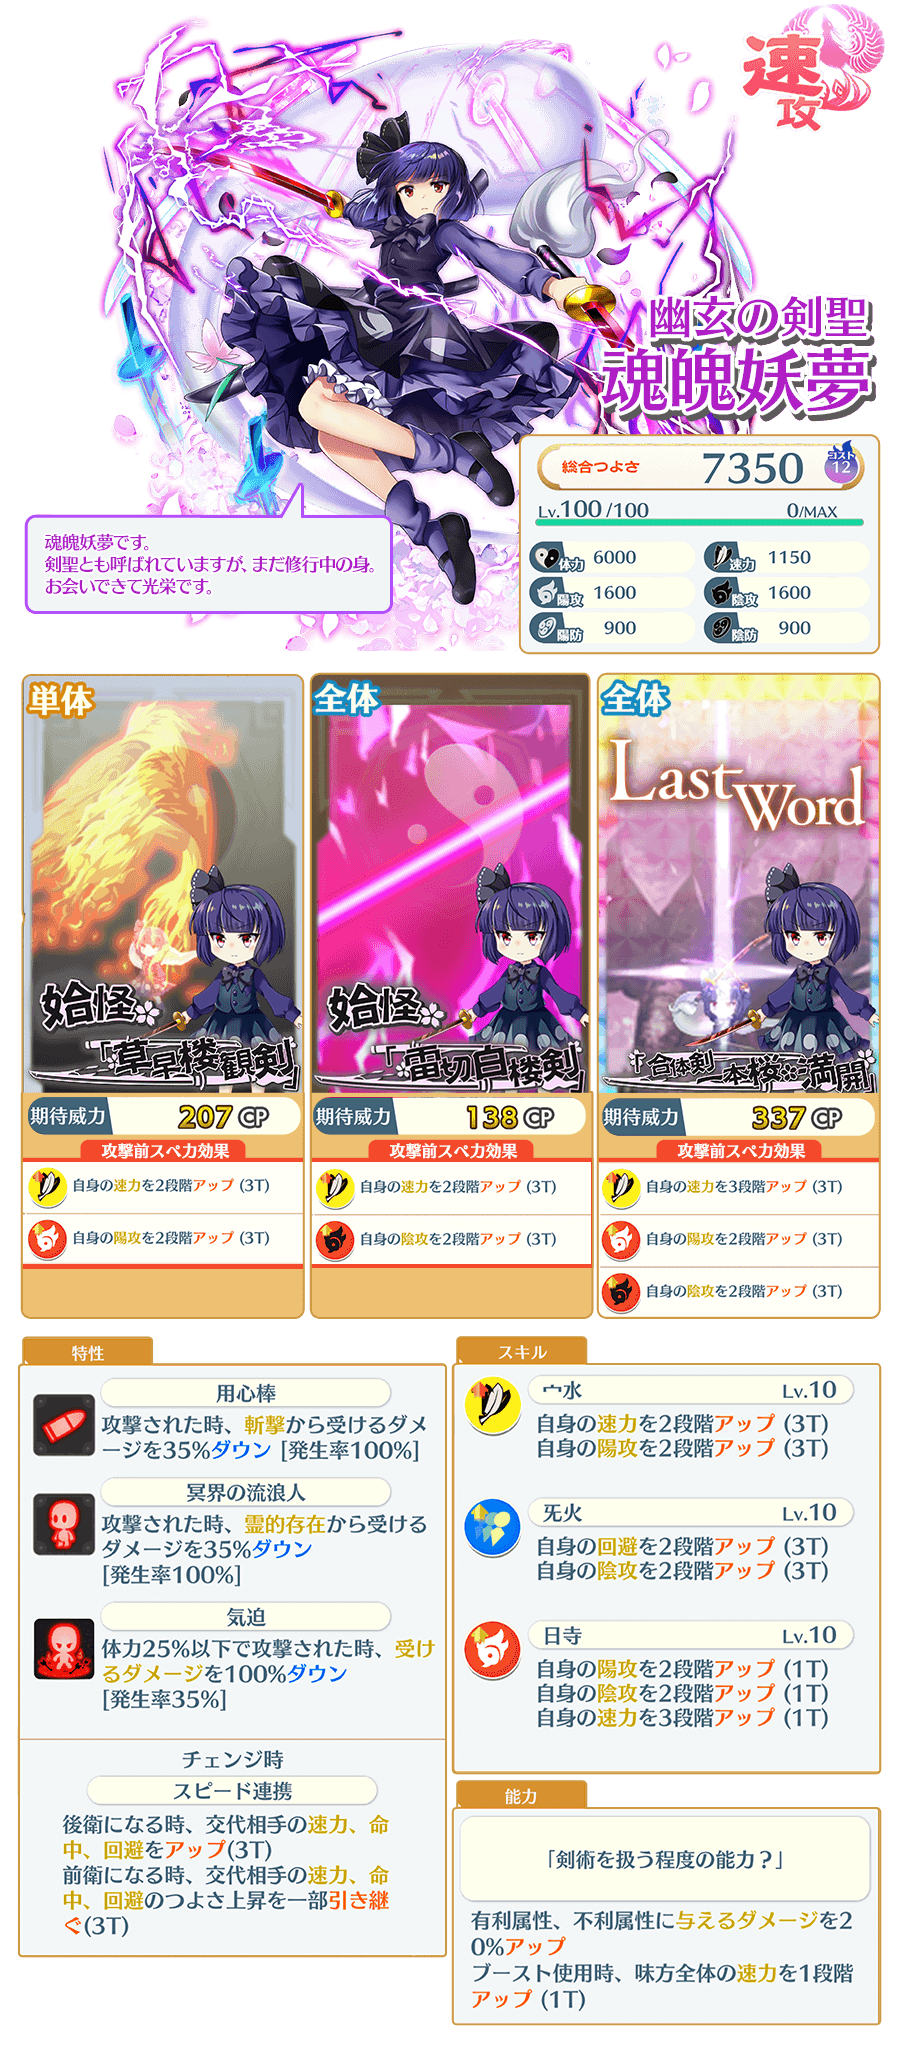 速攻
幽玄の剣聖
魂魄妖夢
総合つよさ 7350 コスト 12
Lv.100 /100 0/MAX
体力 6000 速力 1150
陽攻 1600 陰攻 1600
陽防 900 陰防 900
魂魄妖夢です。
剣聖とも呼ばれていますが、まだ修行中の身。
お会いできて光栄です。
単体
始怪
「草早楼観剣」
期待威力 207 CP
攻撃前スペカ効果
自身の速力を2段階アップ (3T)
自身の陽攻を2段階アップ (3T)
全体
始怪
「雷切白楼剣」
期待威力 138 CP
攻撃前スペカ効果
自身の速力を2段階アップ (3T)
自身の陰攻を2段階アップ (3T)
全体
Last Word
「合体剣 一本桜 満開」
期待威力 337 CP
攻撃前スペカ効果
自身の速力を3段階アップ (3T)
自身の陽攻を2段階アップ (3T)
自身の陰攻を2段階アップ (3T)
特性
用心棒
攻撃された時、斬撃から受けるダメ
ージを35%ダウン [発生率100%]
冥界の流浪人
攻撃された時、霊的存在から受ける
ダメージを35%ダウン
[発生率100%]
気迫
体力25%以下で攻撃された時、受け
るダメージを100%ダウン
[発生率35%]
チェンジ時
スピード連携
後衛になる時、交代相手の速力、命
中、回避をアップ(3T)
前衛になる時、交代相手の速力、命
中、回避のつよさ上昇を一部引き継
ぐ(3T)
スキル
亠水 Lv.10
自身の速力を2段階アップ (3T)
自身の陽攻を2段階アップ (3T)
旡火 Lv.10
自身の回避を2段階アップ (3T)
自身の陰攻を2段階アップ (3T)
日寺 Lv.10
自身の陽攻を2段階アップ (1T)
自身の陰攻を2段階アップ (1T)
自身の速力を3段階アップ (1T)
能力
「剣術を扱う程度の能力？」
有利属性、不利属性に与えるダメージを2
0%アップ
ブースト使用時、味方全体の速力を1段階
アップ (1T)